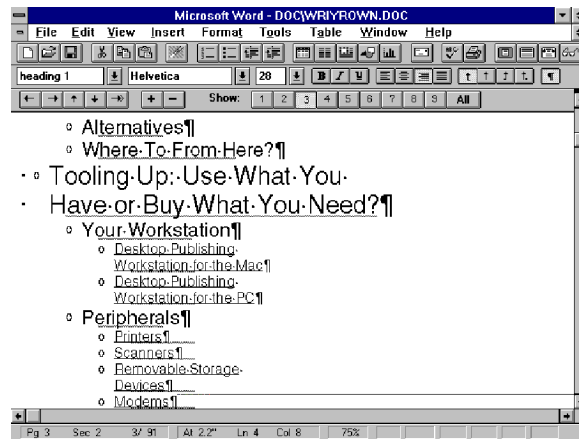 Microsoft Word - DOC\WRIYROWN.DOC
File Edit View Insert Format Tools Table Window Help
heading 1 Helvetica 28 B I U ¶
Show: 1 2 3 4 5 6 7 8 9 All
Alternatives¶
Where·To·From·Here?¶
Tooling·Up:·Use·What·You·
Have·or·Buy·What·You·Need?¶
Your·Workstation¶
Desktop·Publishing·
Workstation·for·the·Mac¶
Desktop·Publishing·
Workstation·for·the·PC¶
Peripherals¶
Printers¶
Scanners¶
Removable·Storage·
Devices¶
Modems¶
Pg 3 Sec 2 3/ 91 At 2.2" Ln 4 Col 8 75%